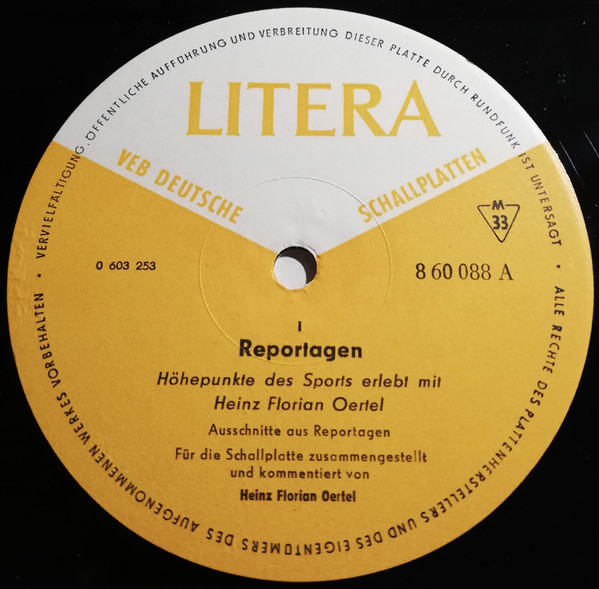 LITERA
VEB DEUTSCHE SCHALLPLATTEN
M
33
0 603 253
8 60 088 A
I
Reportagen
Höhepunkte des Sports erlebt mit
Heinz Florian Oertel
Ausschnitte aus Reportagen
Für die Schallplatte zusammengestellt
und kommentiert von
Heinz Florian Oertel
ALLE RECHTE DES PLATTENHERSTELLERS UND DES EIGENTÜMERS DES AUFGENOMMENEN WERKES VORBEHALTEN • VERVIELFÄLTIGUNG, ÖFFENTLICHE AUFFÜHRUNG UND VERBREITUNG DIESER PLATTE DURCH RUNDFUNK IST UNTERSAGT •